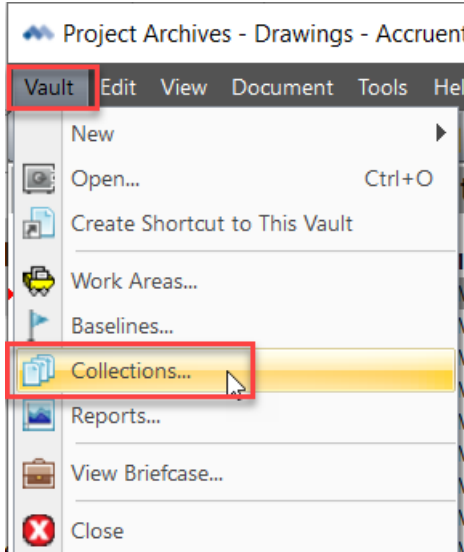 Project Archives - Drawings - Accruent
Vault Edit View Document Tools Hel
New
Open... Ctrl+O
Create Shortcut to This Vault
Work Areas...
Baselines...
Collections...
Reports...
View Briefcase...
Close